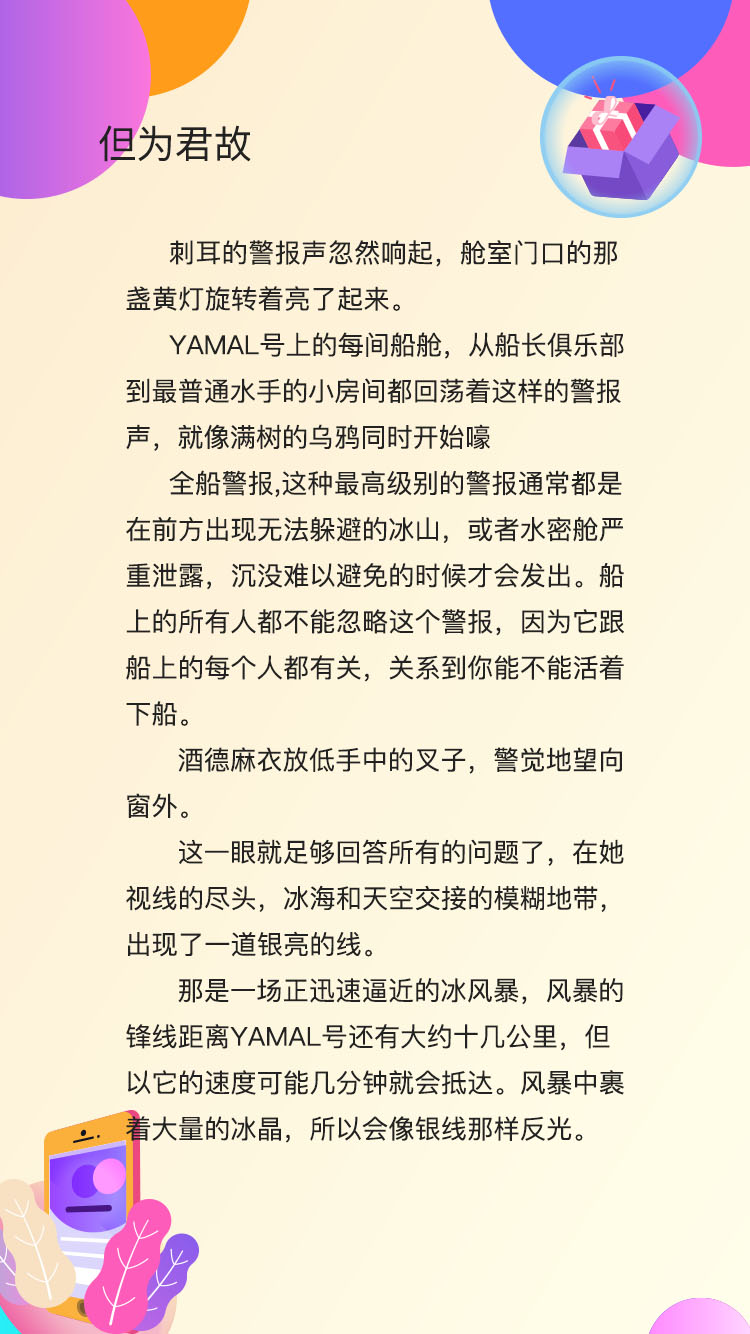 但为君故
刺耳的警报声忽然响起，舱室门口的那
盏黄灯旋转着亮了起来。
YAMAL号上的每间船舱，从船长俱乐部
到最普通水手的小房间都回荡着这样的警报
声，就像满树的乌鸦同时开始嚎
全船警报,这种最高级别的警报通常都是
在前方出现无法躲避的冰山，或者水密舱严
重泄露，沉没难以避免的时候才会发出。船
上的所有人都不能忽略这个警报，因为它跟
船上的每个人都有关，关系到你能不能活着
下船。
酒德麻衣放低手中的叉子，警觉地望向
窗外。
这一眼就足够回答所有的问题了，在她
视线的尽头，冰海和天空交接的模糊地带，
出现了一道银亮的线。
那是一场正迅速逼近的冰风暴，风暴的
锋线距离YAMAL号还有大约十几公里，但
以它的速度可能几分钟就会抵达。风暴中裹
着大量的冰晶，所以会像银线那样反光。